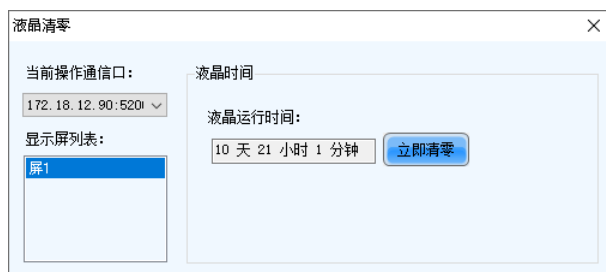 液晶清零
当前操作通信口:
172.18.12.90:520
显示屏列表:
屏1
液晶时间
液晶运行时间:
10 天 21 小时 1 分钟
立即清零